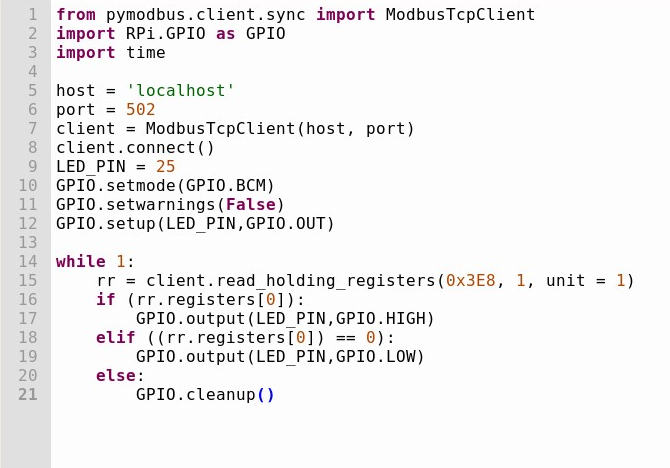 1 from pymodbus.client.sync import ModbusTcpClient
2 import RPi.GPIO as GPIO
3 import time
4
5 host = 'localhost'
6 port = 502
7 client = ModbusTcpClient(host, port)
8 client.connect()
9 LED_PIN = 25
10 GPIO.setmode(GPIO.BCM)
11 GPIO.setwarnings(False)
12 GPIO.setup(LED_PIN,GPIO.OUT)
13
14 while 1:
15     rr = client.read_holding_registers(0x3E8, 1, unit = 1)
16     if (rr.registers[0]):
17         GPIO.output(LED_PIN,GPIO.HIGH)
18     elif ((rr.registers[0]) == 0):
19         GPIO.output(LED_PIN,GPIO.LOW)
20     else:
21         GPIO.cleanup()